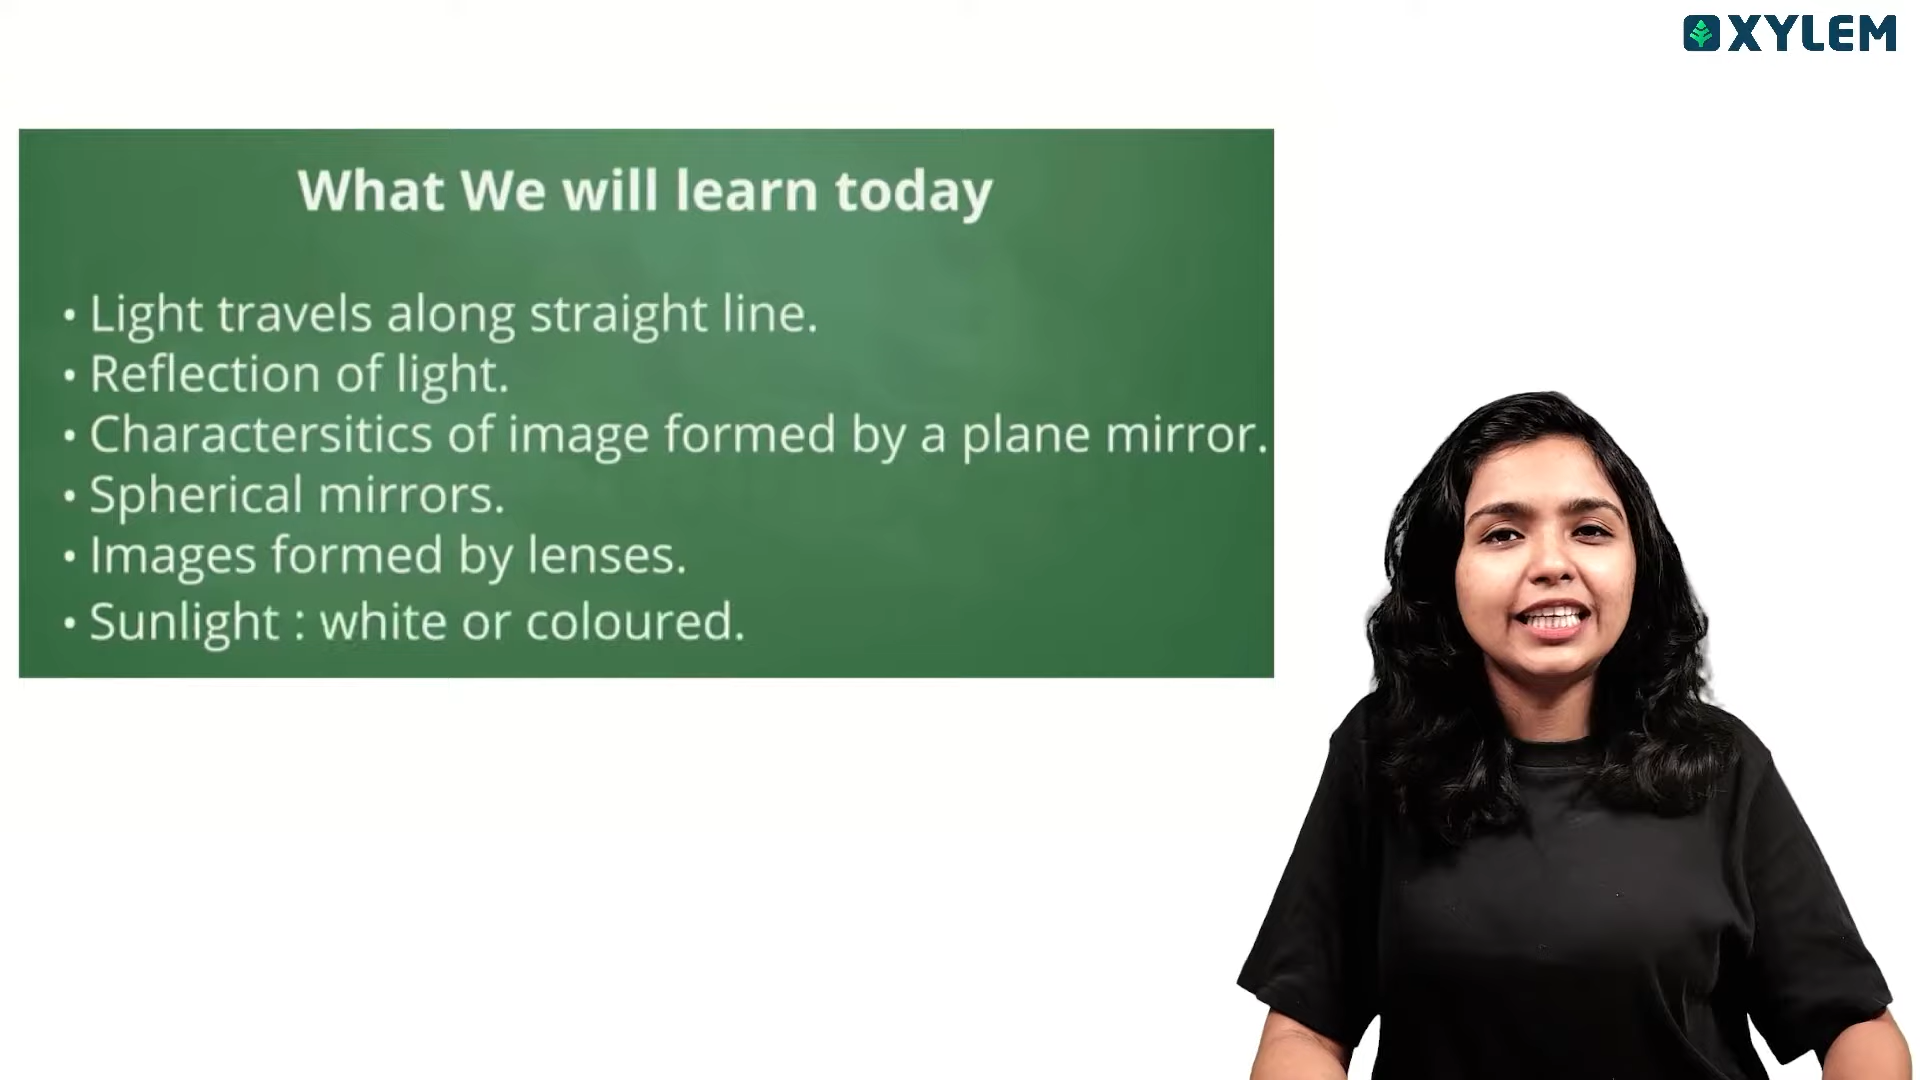 XYLEM
What We will learn today
• Light travels along straight line.
• Reflection of light.
• Charactersitics of image formed by a plane mirror.
• Spherical mirrors.
• Images formed by lenses.
• Sunlight : white or coloured.